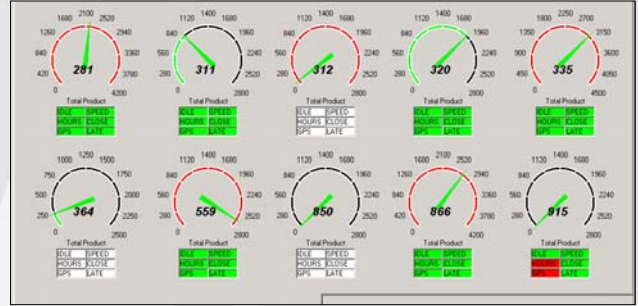 1680 2100 2520
1260 2940
840 3360
420 3780
0 4200
281
Total Product
IDLE SPEED
HOURS CLOSE
GPS LATE
1120 1400 1680
840 1960
560 2240
280 2520
0 2800
311
Total Product
IDLE SPEED
HOURS CLOSE
GPS LATE
1120 1400 1680
840 1960
560 2240
280 2520
0 2800
312
Total Product
IDLE SPEED
HOURS CLOSE
GPS LATE
1120 1400 1680
840 1960
560 2240
280 2520
0 2800
320
Total Product
IDLE SPEED
HOURS CLOSE
GPS LATE
1800 2250 2700
1350 3150
900 3600
450 4050
0 4500
335
Total Product
IDLE SPEED
HOURS CLOSE
GPS LATE
1000 1250 1500
750 1750
500 2000
250 2250
0 2500
364
Total Product
IDLE SPEED
HOURS CLOSE
GPS LATE
1120 1400 1680
840 1960
560 2240
280 2520
0 2800
559
Total Product
IDLE SPEED
HOURS CLOSE
GPS LATE
1120 1400 1680
840 1960
560 2240
280 2520
0 2800
850
Total Product
IDLE SPEED
HOURS CLOSE
GPS LATE
1680 2100 2520
1260 2940
840 3360
420 3780
0 4200
866
Total Product
IDLE SPEED
HOURS CLOSE
GPS LATE
1120 1400 1680
840 1960
560 2240
280 2520
0 2800
915
Total Product
IDLE SPEED
HOURS CLOSE
GPS LATE